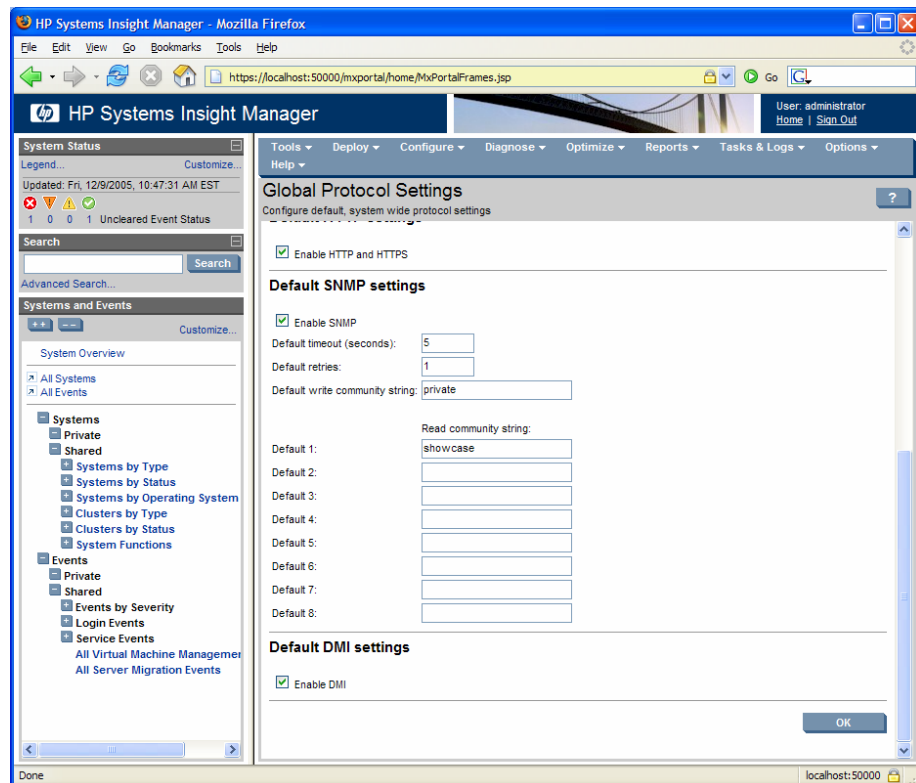 HP Systems Insight Manager - Mozilla Firefox
File Edit View Go Bookmarks Tools Help
https://localhost:50000/mxportal/home/MxPortalFrames.jsp Go G
hp HP Systems Insight Manager
User: administrator
Home | Sign Out
System Status
Legend... Customize...
Updated: Fri, 12/9/2005, 10:47:31 AM EST
1 0 0 1 Uncleared Event Status
Search
Search
Advanced Search...
Systems and Events
++ -- Customize...
System Overview
All Systems
All Events
Systems
Private
Shared
Systems by Type
Systems by Status
Systems by Operating System
Clusters by Type
Clusters by Status
System Functions
Events
Private
Shared
Events by Severity
Login Events
Service Events
All Virtual Machine Managemer
All Server Migration Events
Tools Deploy Configure Diagnose Optimize Reports Tasks & Logs Options
Help
Global Protocol Settings
?
Configure default, system wide protocol settings
Enable HTTP and HTTPS
Default SNMP settings
Enable SNMP
Default timeout (seconds): 5
Default retries: 1
Default write community string: private
Read community string:
Default 1: showcase
Default 2:
Default 3:
Default 4:
Default 5:
Default 6:
Default 7:
Default 8:
Default DMI settings
Enable DMI
OK
Done localhost:50000